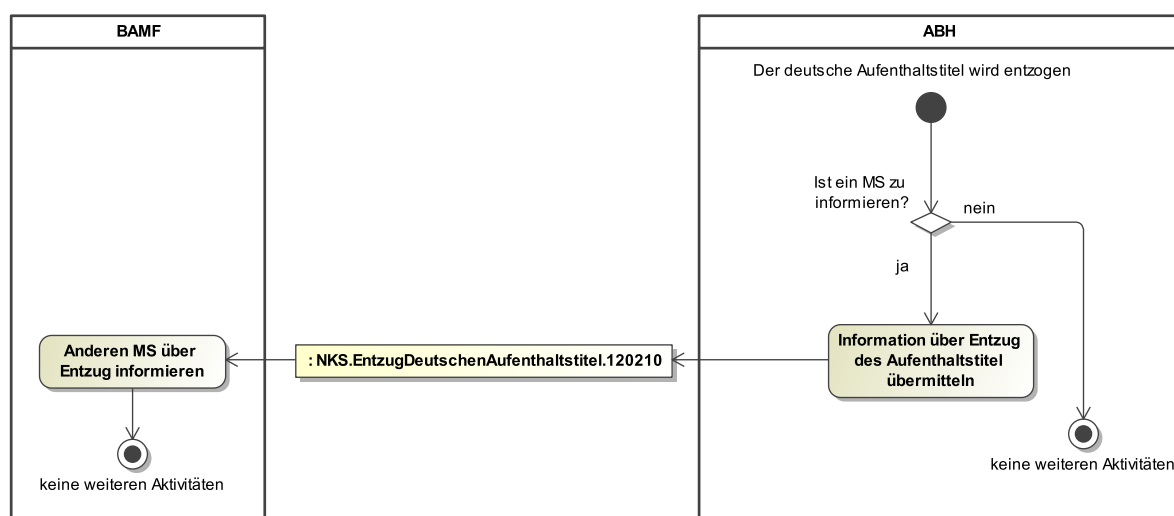 BAMF
ABH
Der deutsche Aufenthaltstitel wird entzogen
Ist ein MS zu
informieren?
nein
ja
Anderen MS über
Entzug informieren
: NKS.EntzugDeutschenAufenthaltstitel.120210
Information über Entzug
des Aufenthaltstitel
übermitteln
keine weiteren Aktivitäten
keine weiteren Aktivitäten